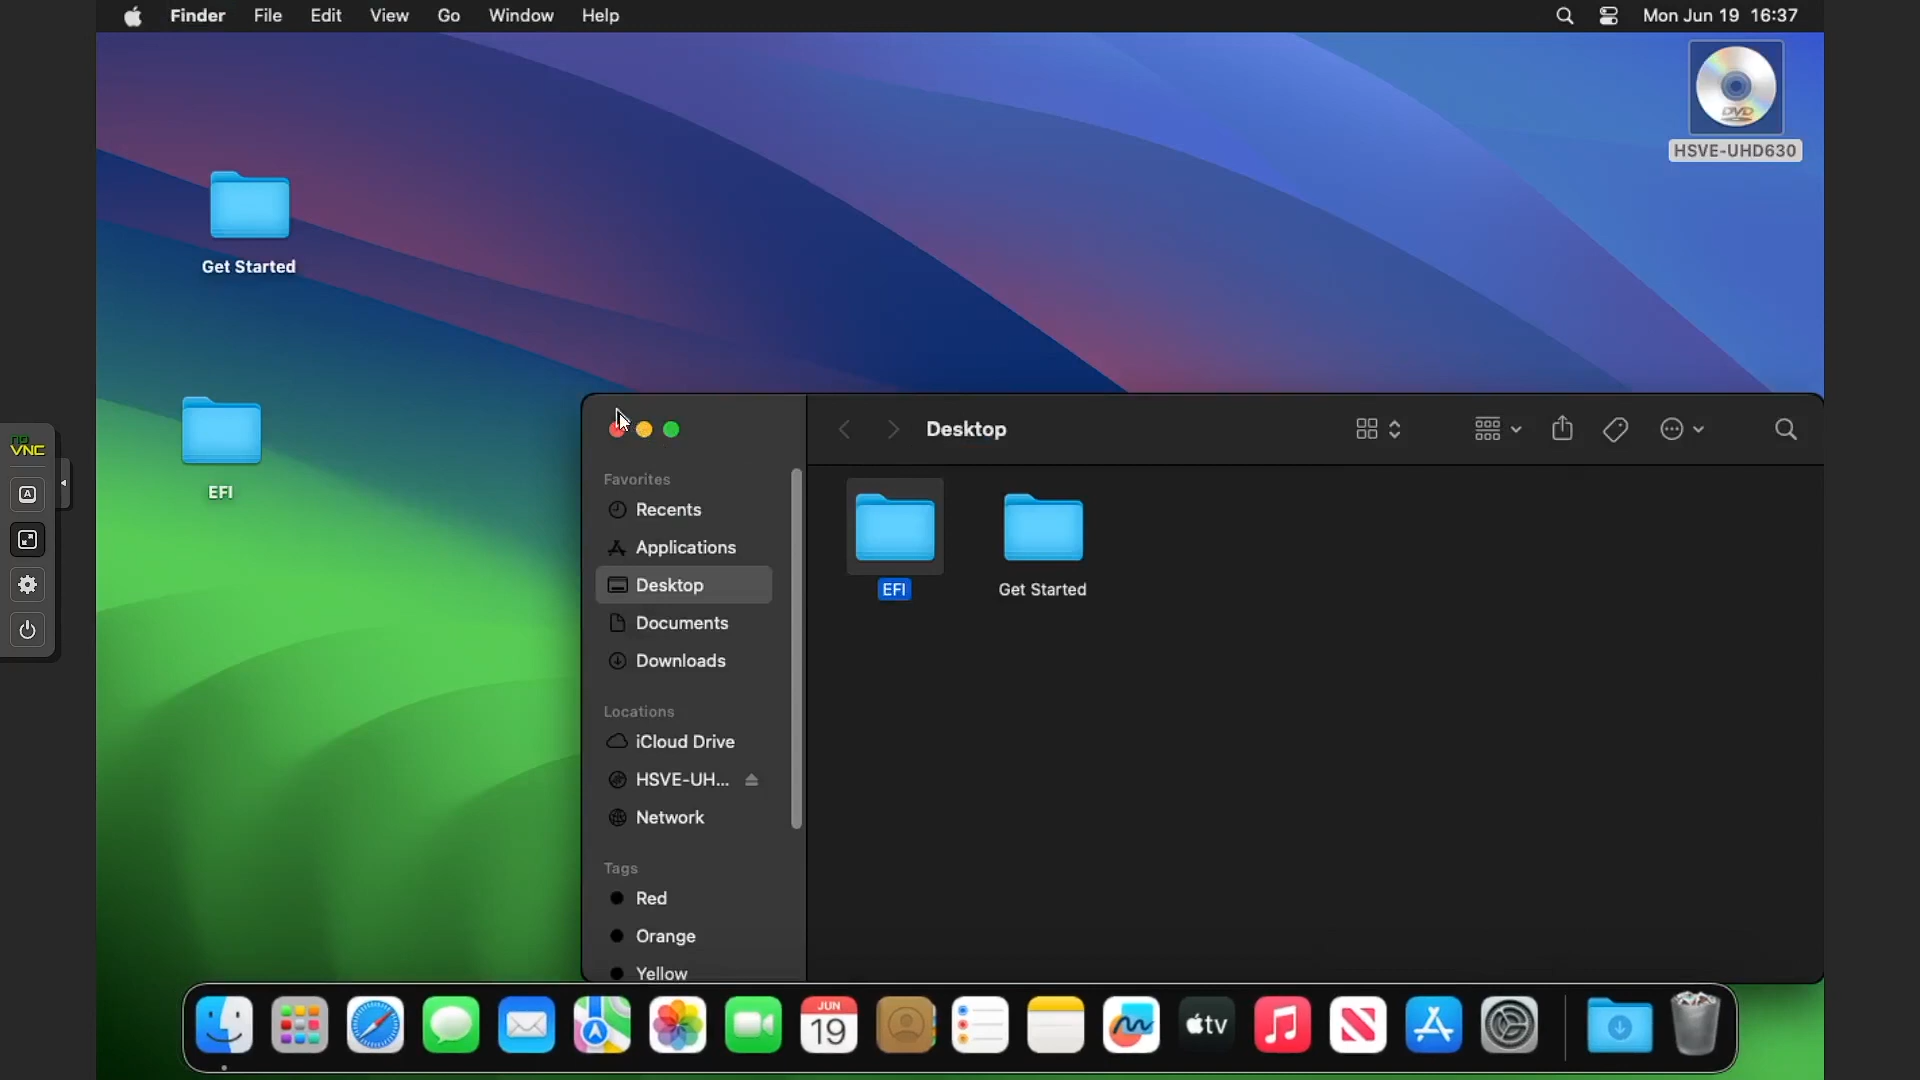 Finder File Edit View Go Window Help Mon Jun 19 16:37
DVD
HSVE-UHD630
Get Started
EFI
no
VNC
A
Desktop
Favorites
Recents
Applications
Desktop
Documents
Downloads
Locations
iCloud Drive
HSVE-UH...
Network
Tags
Red
Orange
Yellow
EFI
Get Started
JUN
19
tv